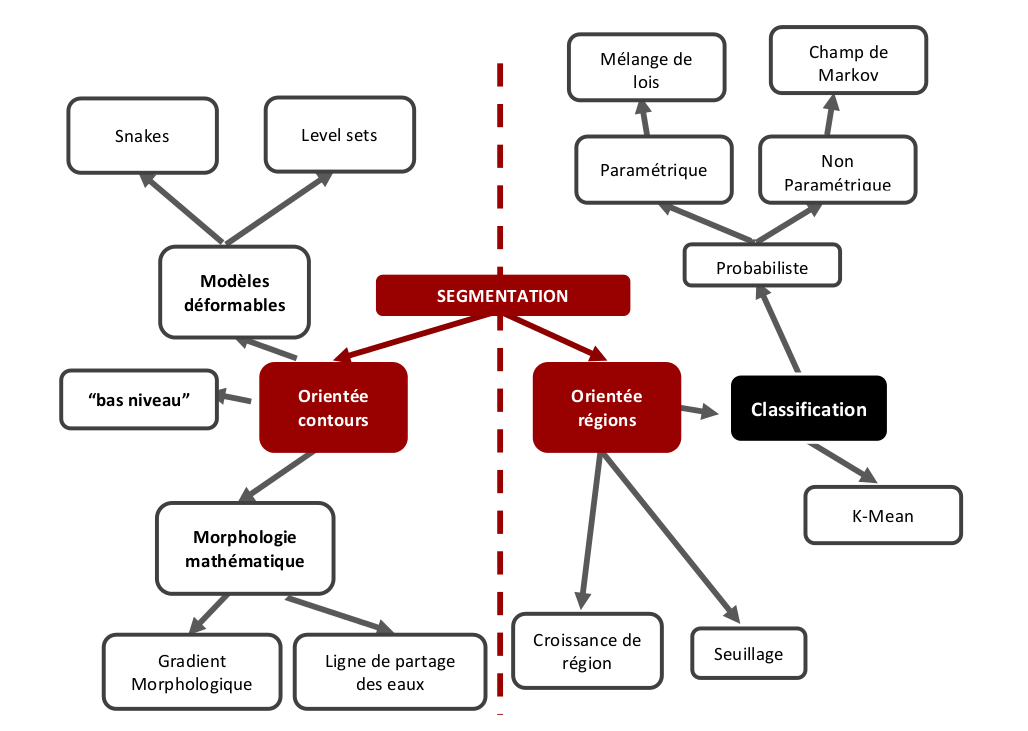 Mélange de
lois
Champ de
Markov
Snakes
Level sets
Paramétrique
Non
Paramétrique
Probabiliste
Modèles
déformables
SEGMENTATION
“bas niveau”
Orientée
contours
Orientée
régions
Classification
K-Mean
Morphologie
mathématique
Gradient
Morphologique
Ligne de partage
des eaux
Croissance de
région
Seuillage